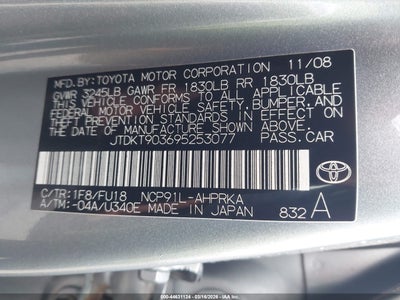 MFD.BY:TOYOTA MOTOR CORPORATION 11/08
GVWR 3245LB GAWR FR 1830LB RR 1830LB
THIS VEHICLE CONFORMS TO ALL APPLICABLE
FEDERAL MOTOR VEHICLE SAFETY, BUMPER, AND
THEFT PREVENTION STANDARDS IN EFFECT ON
THE DATE OF MANUFACTURE SHOWN ABOVE.
JTDKT903695253077 PASS.CAR
C/TR:1F8/FU18 NCP91L-AHPRKA
A/TM:-04A/U340E MADE IN JAPAN 832 A
TOYOTA